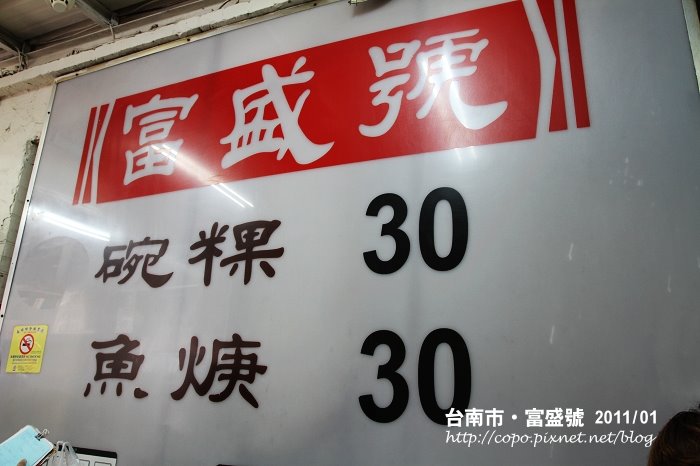 富盛號
碗粿 30
魚焿 30
台南市·富盛號 2011/01
http://copo.pixnet.net/blog